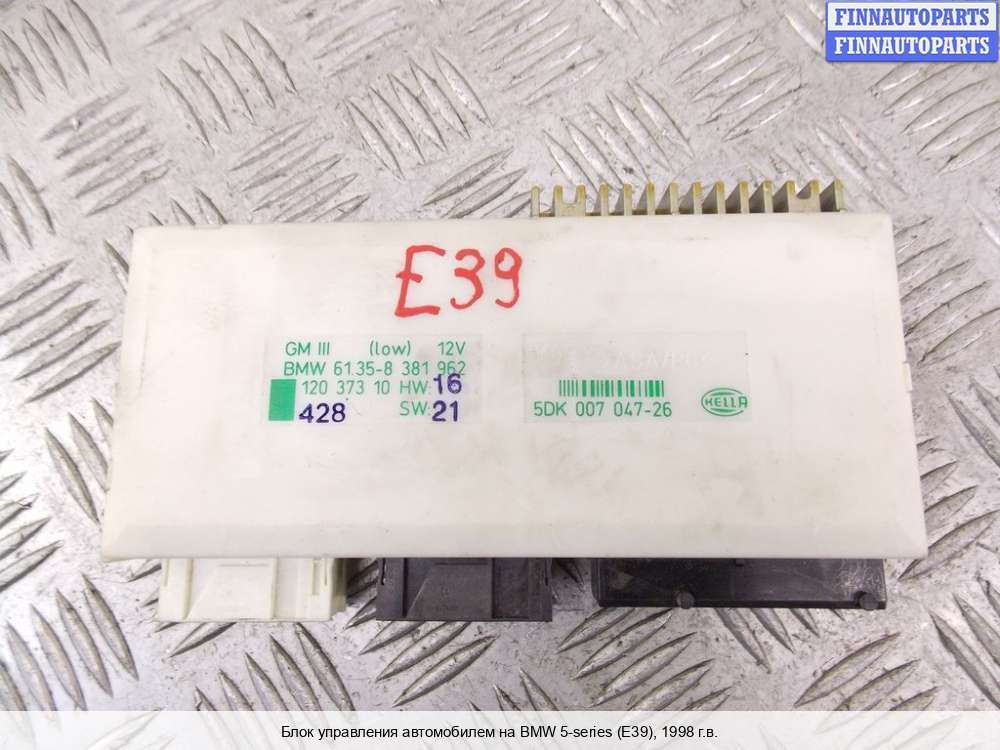 FINNAUTOPARTS
FINNAUTOPARTS
E39
GM III (low) 12V
BMW 61.35-8 381 962
120 373 10 HW: 16
428 SW: 21
5DK 007 047-26
HELLA
Блок управления автомобилем на BMW 5-series (E39), 1998 г.в.